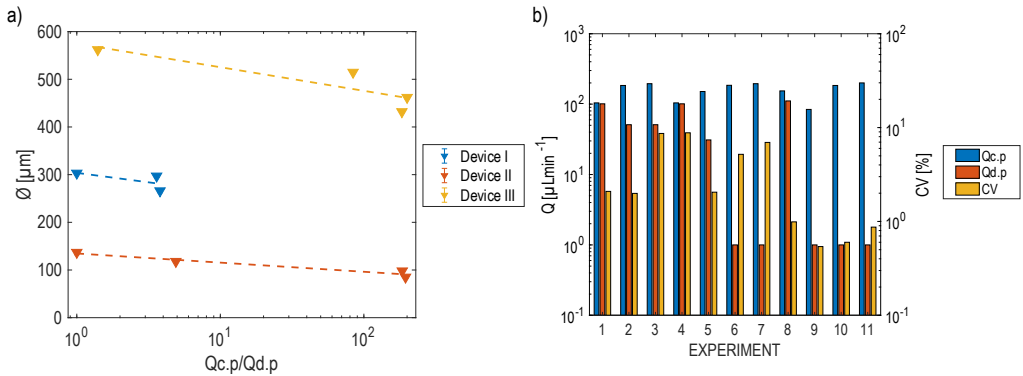 a)
600
500
400
300
200
100
0
Ø [µm]
10^0
10^1
10^2
Qc.p/Qd.p
Device I
Device II
Device III
b)
10^3
10^2
10^1
10^0
10^-1
Q [µLmin^-1]
1 2 3 4 5 6 7 8 9 10 11
EXPERIMENT
10^2
10^1
10^0
10^-1
CV [%]
Qc.p
Qd.p
CV